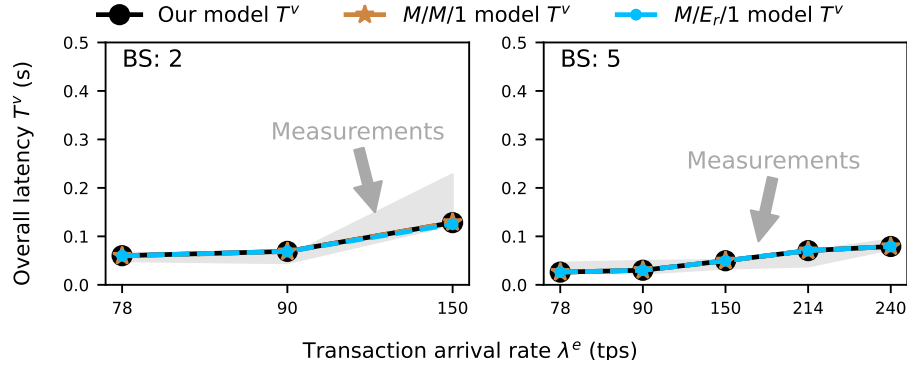 Our model T^v   M/M/1 model T^v   M/E_r/1 model T^v
Overall latency T^v (s)
0.5
0.4
0.3
0.2
0.1
0.0
BS: 2
Measurements
78 90 150
0.5
0.4
0.3
0.2
0.1
0.0
BS: 5
Measurements
78 90 150 214 240
Transaction arrival rate λ^e (tps)